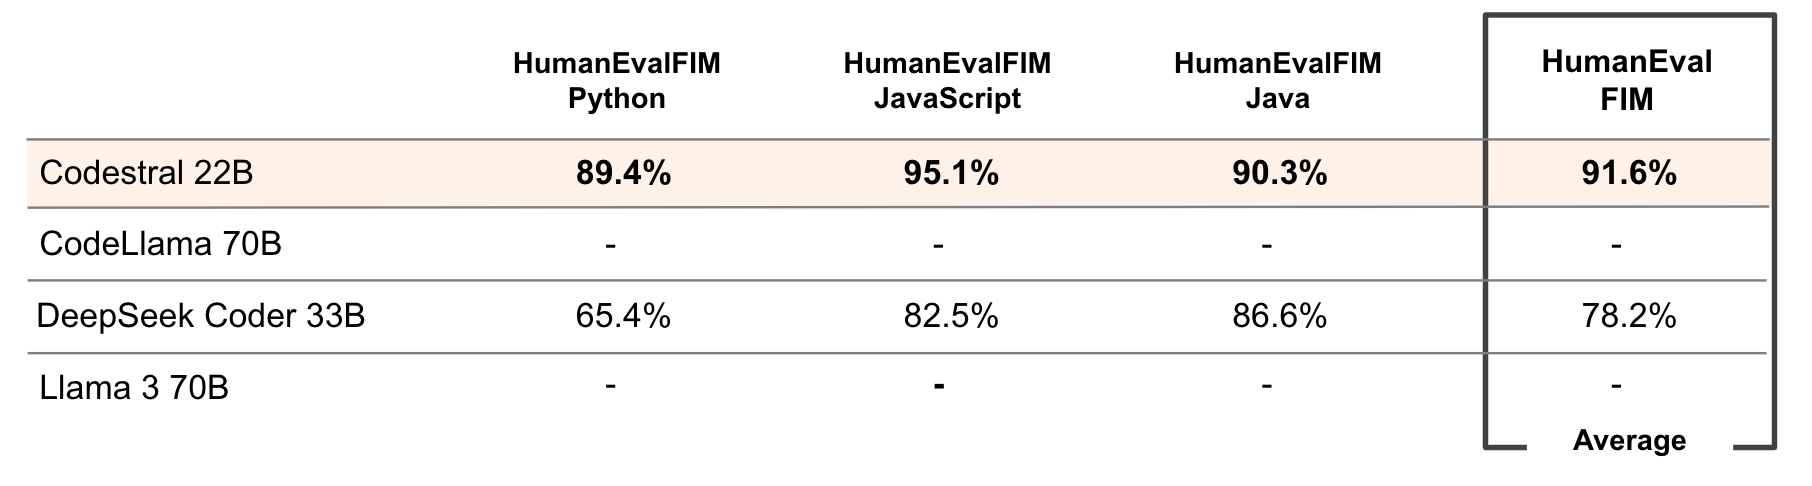 HumanEvalFIM HumanEvalFIM HumanEvalFIM HumanEval
Python JavaScript Java FIM
Codestral 22B 89.4% 95.1% 90.3% 91.6%
CodeLlama 70B - - - -
DeepSeek Coder 33B 65.4% 82.5% 86.6% 78.2%
Llama 3 70B - - - -
Average